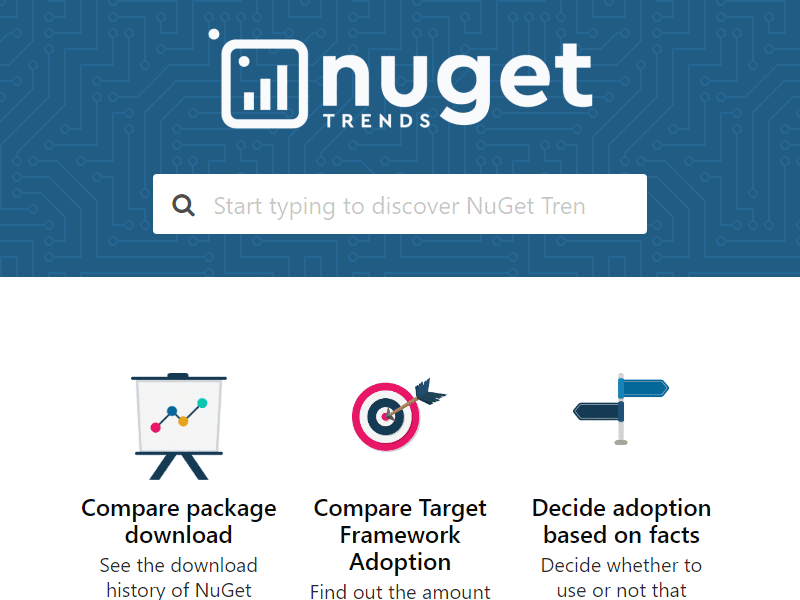 nuget
TRENDS
Start typing to discover NuGet Tren
Compare package
download
See the download
history of NuGet
Compare Target
Framework
Adoption
Find out the amount
Decide adoption
based on facts
Decide whether to
use or not that